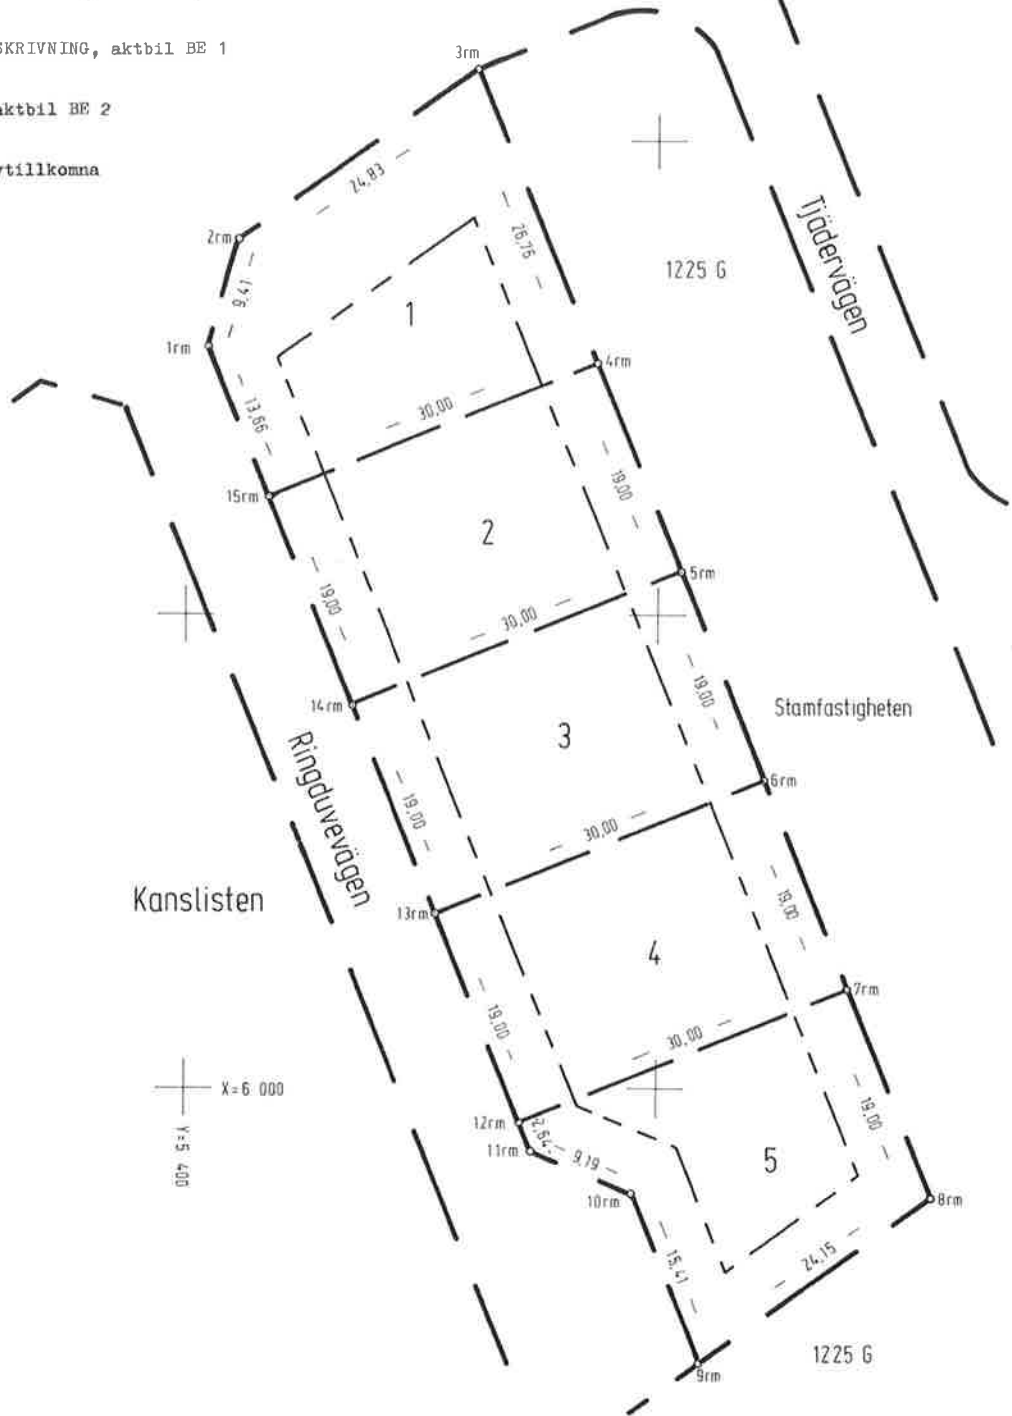 SKRIVNING, aktbil BE 1
aktbil BE 2
ytillkomna
3rm
24,83
2rm
9,41
26,76
Tjädervägen
1225 G
1
1rm
4rm
13,66
30,00
15rm
19,00
2
5rm
19,00
30,00
14rm
19,00
Stamfastigheten
3
Ringduvevägen
6rm
19,00
30,00
Kanslisten
13rm
19,00
4
7rm
19,00
30,00
X=6 000
Y=5 400
12rm
2,64
11rm
9,79
19,00
5
10rm
8rm
15,41
24,15
1225 G
9rm